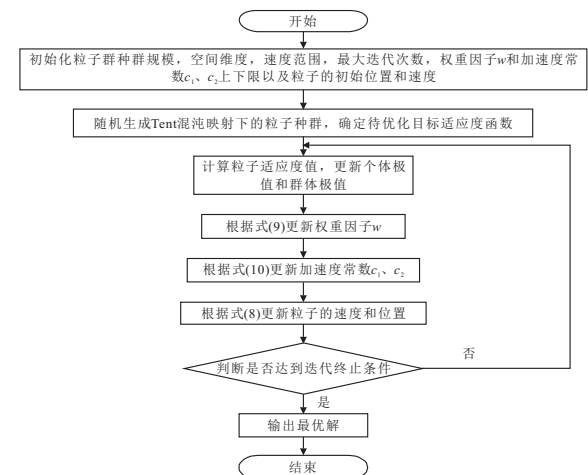 开始
初始化粒子群种群规模，空间维度，速度范围，最大迭代次数，权重因子w和加速度常
数c₁、c₂上下限以及粒子的初始位置和速度
随机生成Tent混沌映射下的粒子种群，确定待优化目标适应度函数
计算粒子适应度值，更新个体极
值和群体极值
根据式(9)更新权重因子w
根据式(10)更新加速度常数c₁、c₂
根据式(8)更新粒子的速度和位置
否
判断是否达到迭代终止条件
是
输出最优解
结束